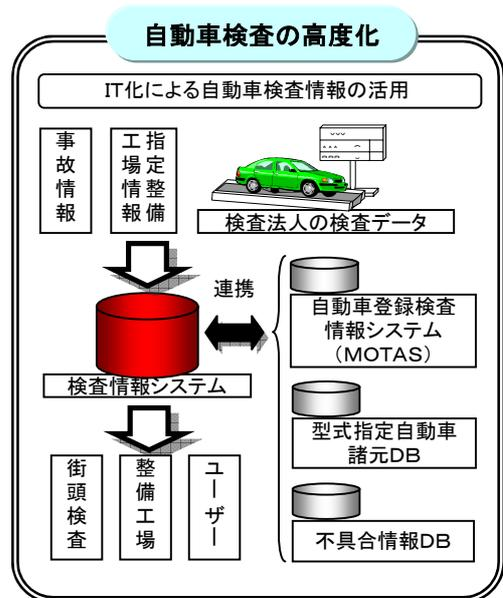 自動車検査の高度化
IT化による自動車検査情報の活用
事故情報
指定整備
工場情報
検査法人の検査データ
連携
検査情報システム
自動車登録検査
情報システム
（MOTAS）
型式指定自動車
諸元DB
不具合情報DB
街頭検査
整備工場
ユーザー